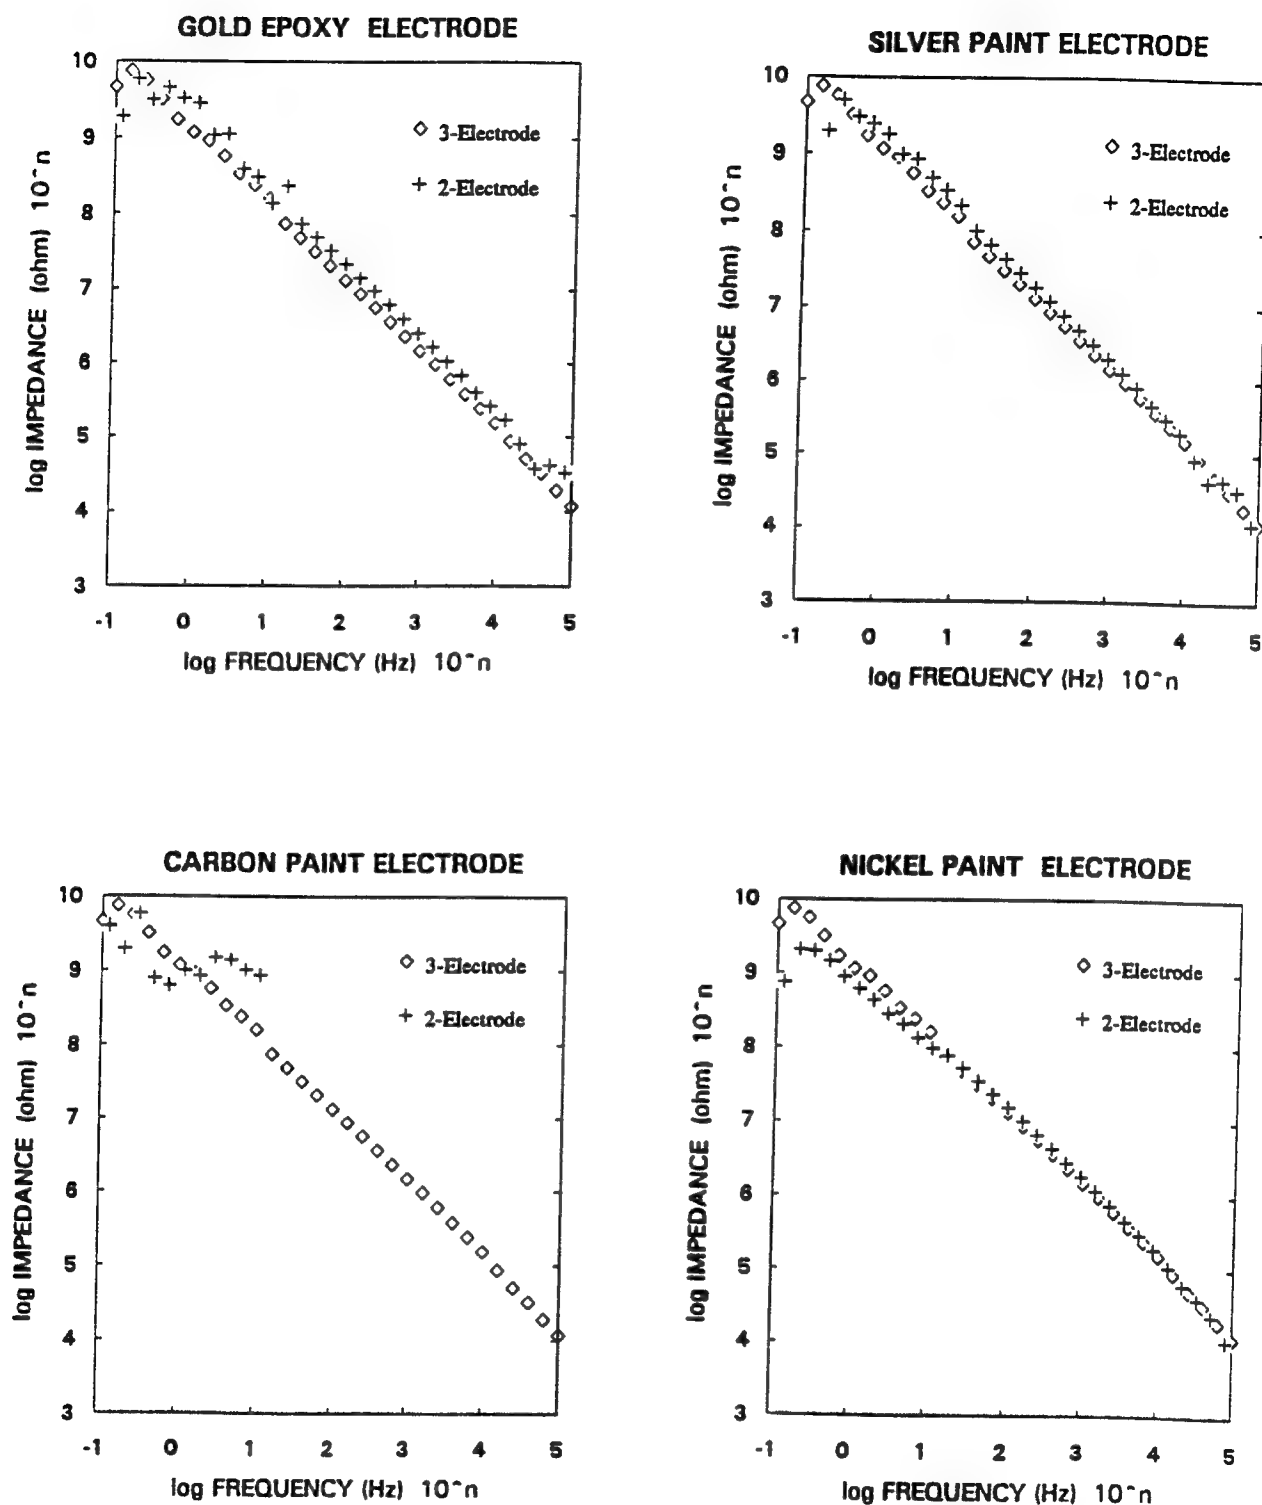 GOLD EPOXY ELECTRODE
10
9
8
7
6
5
4
3
-1 0 1 2 3 4 5
log IMPEDANCE (ohm) 10^n
log FREQUENCY (Hz) 10^n
3-Electrode
2-Electrode
SILVER PAINT ELECTRODE
10
9
8
7
6
5
4
3
-1 0 1 2 3 4 5
log IMPEDANCE (ohm) 10^n
log FREQUENCY (Hz) 10^n
3-Electrode
2-Electrode
CARBON PAINT ELECTRODE
10
9
8
7
6
5
4
3
-1 0 1 2 3 4 5
log IMPEDANCE (ohm) 10^n
log FREQUENCY (Hz) 10^n
3-Electrode
2-Electrode
NICKEL PAINT ELECTRODE
10
9
8
7
6
5
4
3
-1 0 1 2 3 4 5
log IMPEDANCE (ohm) 10^n
log FREQUENCY (Hz) 10^n
3-Electrode
2-Electrode